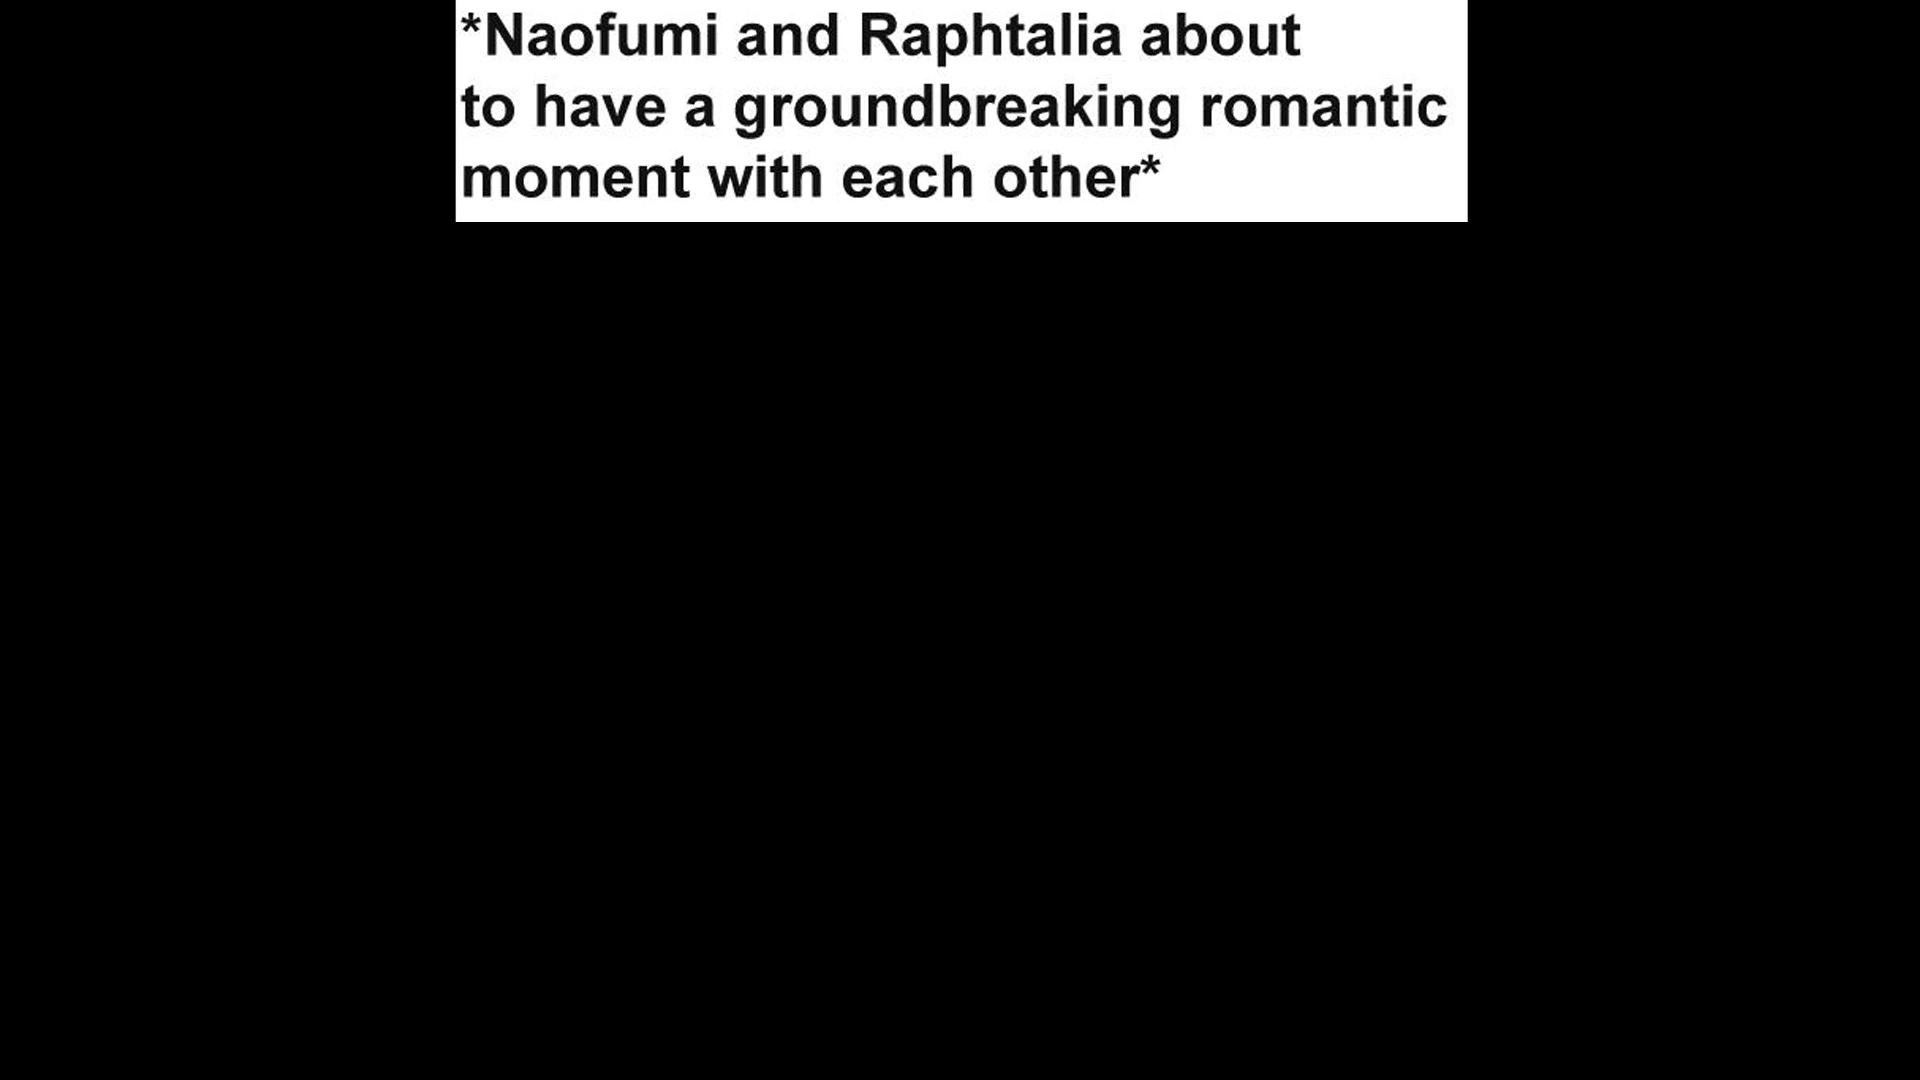 *Naofumi and Raphtalia about
to have a groundbreaking romantic
moment with each other*